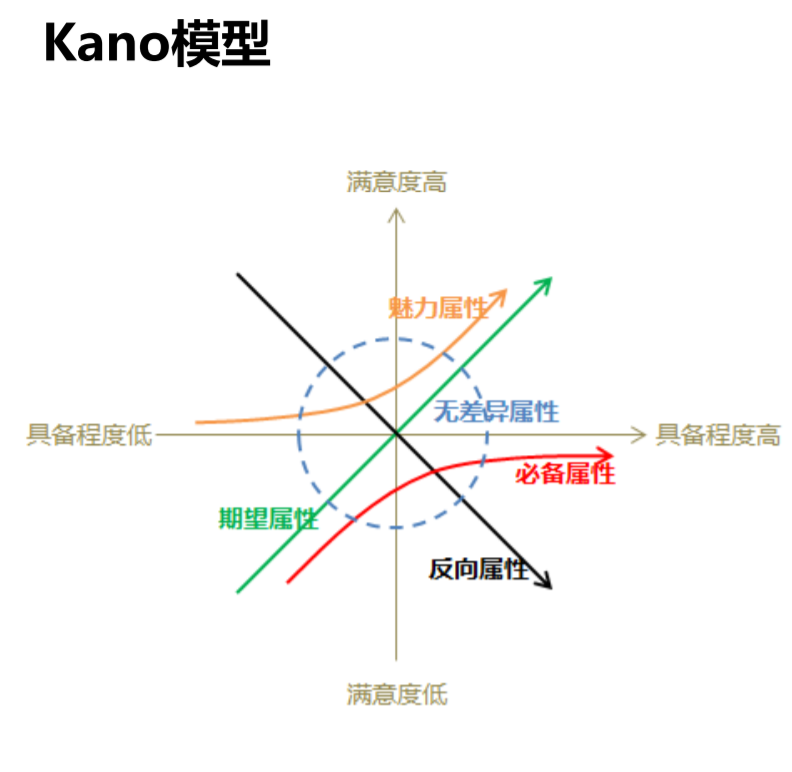 Kano模型
满意度高
魅力属性
无差异属性
具备程度低
具备程度高
必备属性
期望属性
反向属性
满意度低